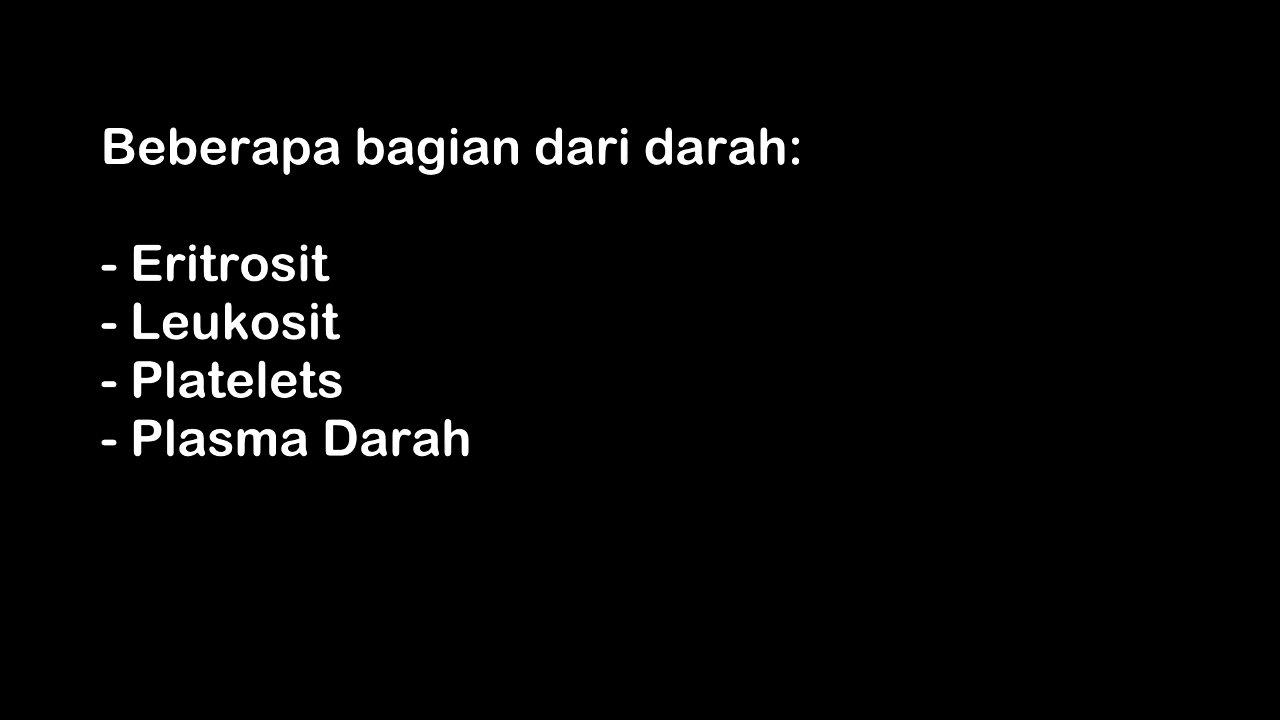 Beberapa bagian dari darah:
- Eritrosit
- Leukosit
- Platelets
- Plasma Darah